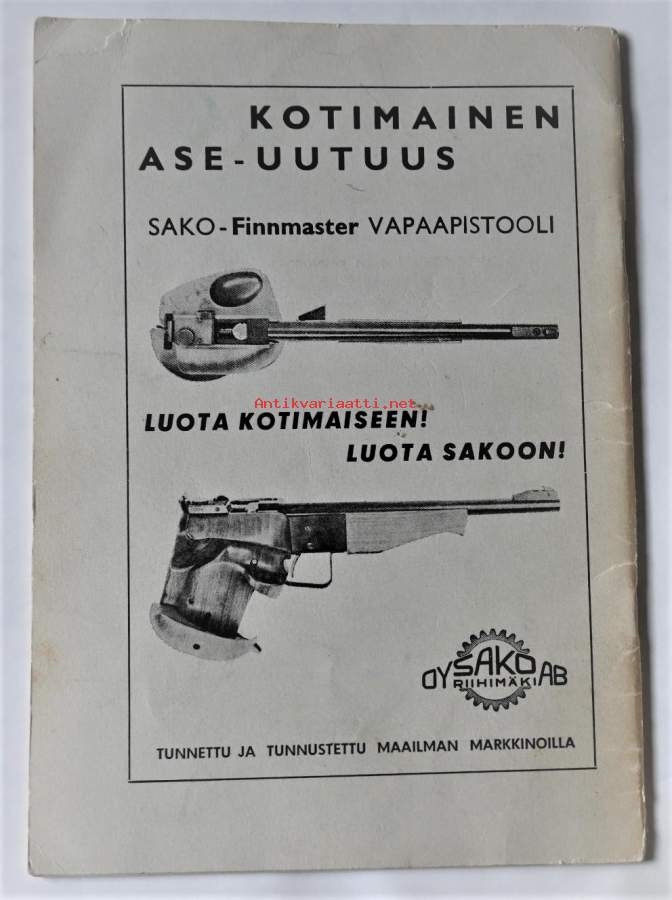 KOTIMAINEN
ASE-UUTUUS
SAKO-Finnmaster VAPAAPISTOOLI
Antikvariaatti.net
LUOTA KOTIMAISEEN!
LUOTA SAKOON!
OY SAKO AB
RIIHIMÄKI
TUNNETTU JA TUNNUSTETTU MAAILMAN MARKKINOILLA